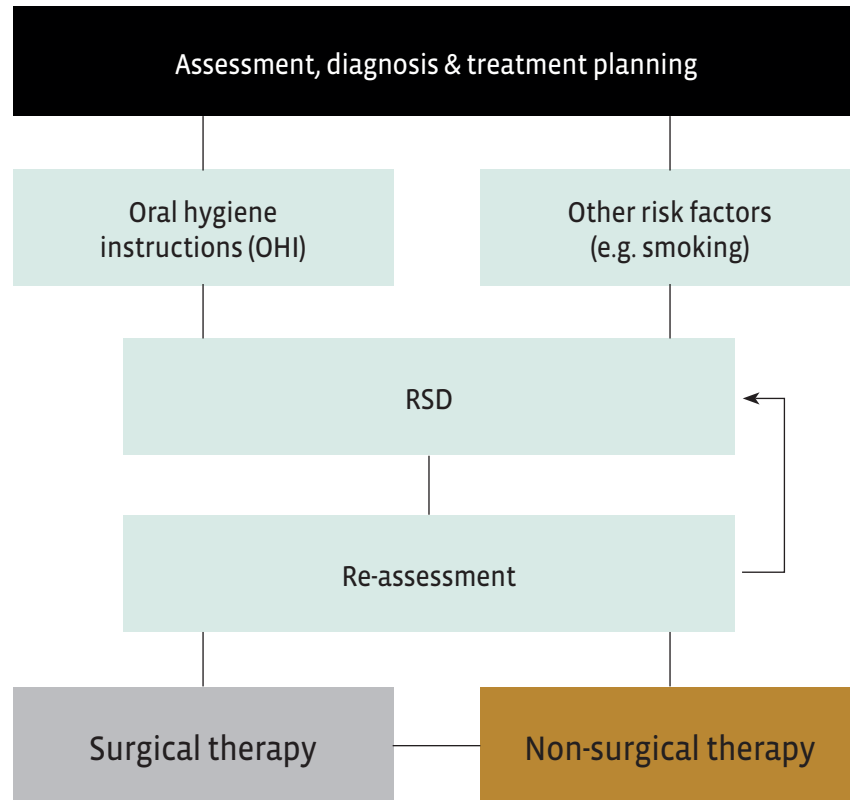 Assessment, diagnosis & treatment planning
Oral hygiene
instructions (OHI)
Other risk factors
(e.g. smoking)
RSD
Re-assessment
Surgical therapy
Non-surgical therapy